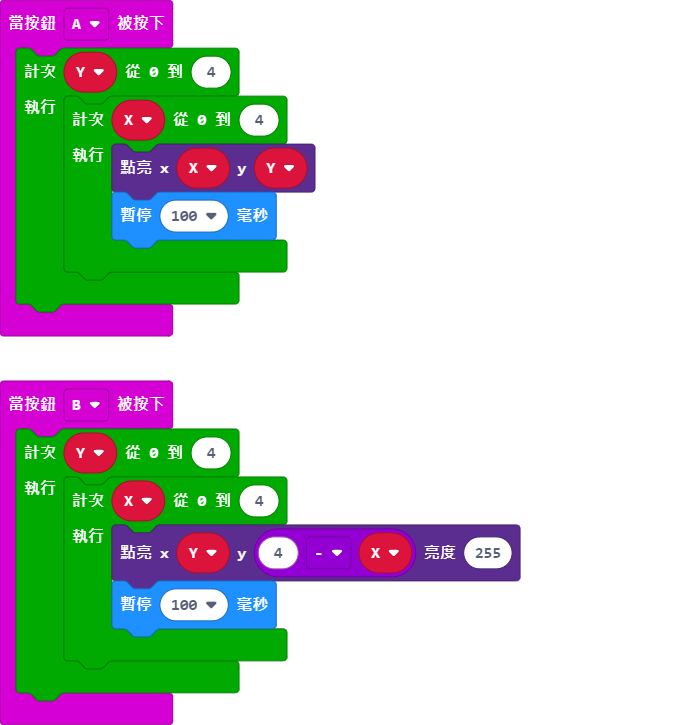 當按鈕 A 被按下
計次 Y 從 0 到 4
執行
計次 X 從 0 到 4
執行
點亮 x X y Y
暫停 100 毫秒
當按鈕 B 被按下
計次 Y 從 0 到 4
執行
計次 X 從 0 到 4
執行
點亮 x Y y 4 - X 亮度 255
暫停 100 毫秒